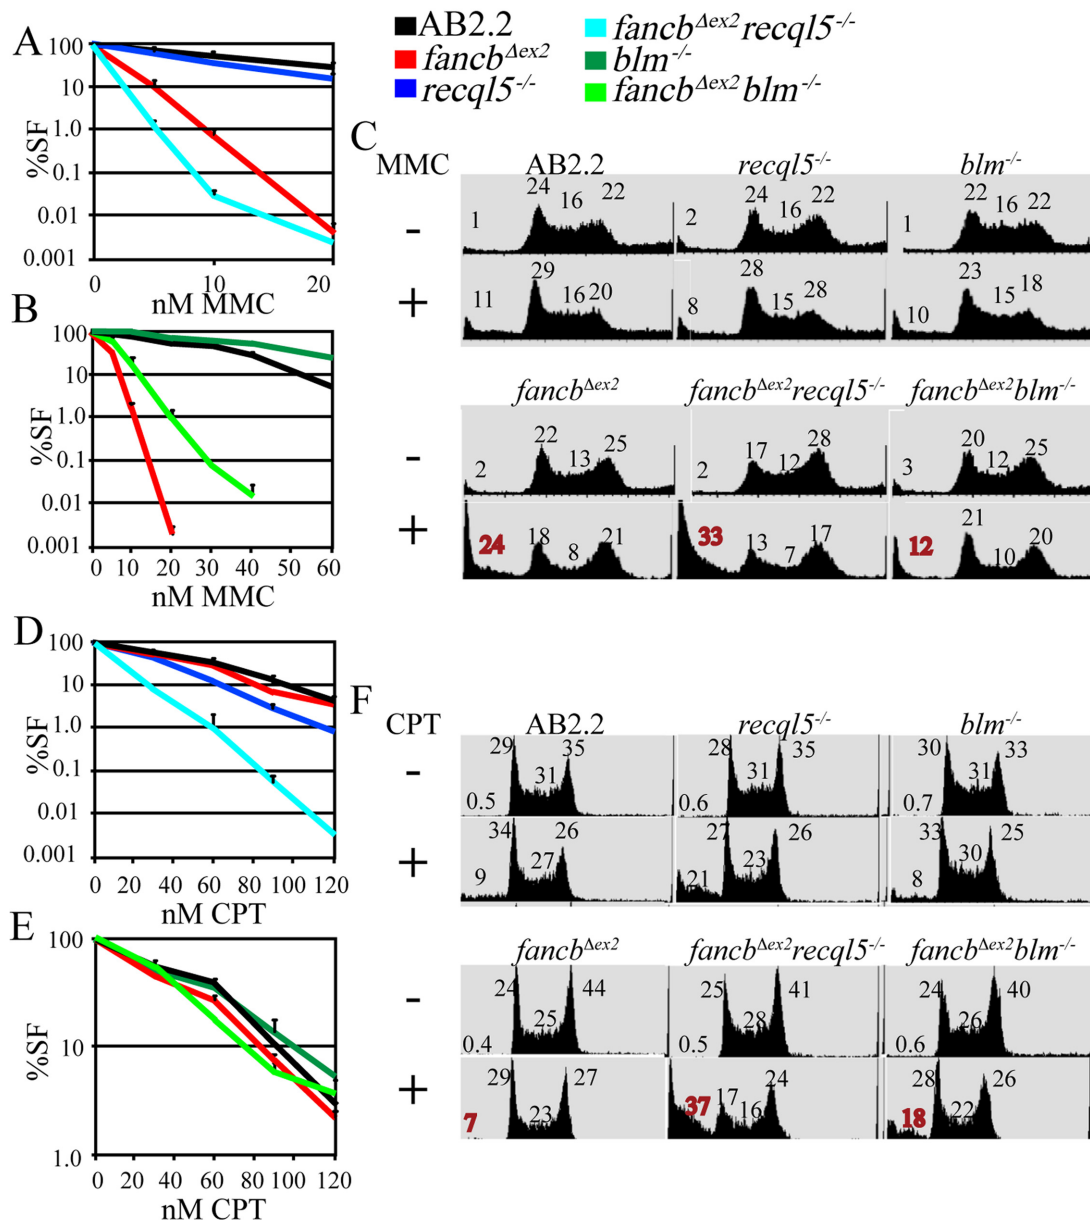 AB2.2
fancbΔex2
recql5-/-
fancbΔex2 recql5-/-
blm-/-
fancbΔex2 blm-/-
A
%SF
100
10
1.0
0.1
0.01
0.001
0 10 20
nM MMC
B
%SF
100
10
1.0
0.1
0.01
0.001
0 10 20 30 40 50 60
nM MMC
C
MMC AB2.2 recql5-/- blm-/-
-
1 24 16 22
2 24 16 22
1 22 16 22
+
11 29 16 20
8 28 15 28
10 23 15 18
fancbΔex2 fancbΔex2recql5-/- fancbΔex2blm-/-
-
2 22 13 25
2 17 12 28
3 20 12 25
+
24 18 8 21
33 13 7 17
12 21 10 20
D
%SF
100
10
1.0
0.1
0.01
0.001
0 20 40 60 80 100 120
nM CPT
E
%SF
100
10
1.0
0 20 40 60 80 100 120
nM CPT
F
CPT AB2.2 recql5-/- blm-/-
-
0.5 29 31 35
0.6 28 31 35
0.7 30 31 33
+
9 34 27 26
21 27 23 26
8 33 30 25
fancbΔex2 fancbΔex2recql5-/- fancbΔex2blm-/-
-
0.4 24 25 44
0.5 25 28 41
0.6 24 26 40
+
7 29 23 27
37 17 16 24
18 28 22 26